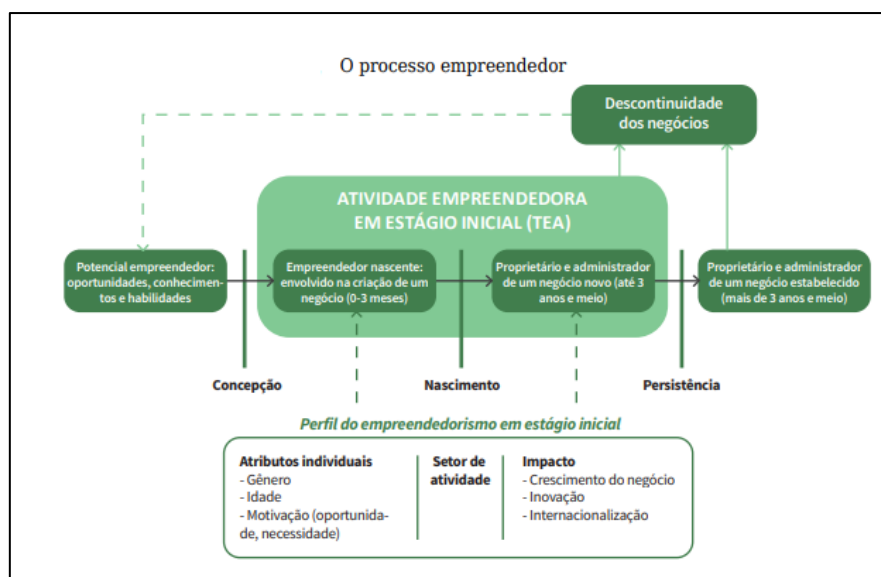 O processo empreendedor
Descontinuidade
dos negócios
ATIVIDADE EMPREENDEDORA
EM ESTÁGIO INICIAL (TEA)
Potencial empreendedor:
oportunidades, conhecimen-
tos e habilidades
Empreendedor nascente:
envolvido na criação de um
negócio (0-3 meses)
Proprietário e administrador
de um negócio novo (até 3
anos e meio)
Proprietário e administrador
de um negócio estabelecido
(mais de 3 anos e meio)
Concepção
Nascimento
Persistência
Perfil do empreendedorismo em estágio inicial
Atributos individuais
- Gênero
- Idade
- Motivação (oportunida-
de, necessidade)
Setor de
atividade
Impacto
- Crescimento do negócio
- Inovação
- Internacionalização